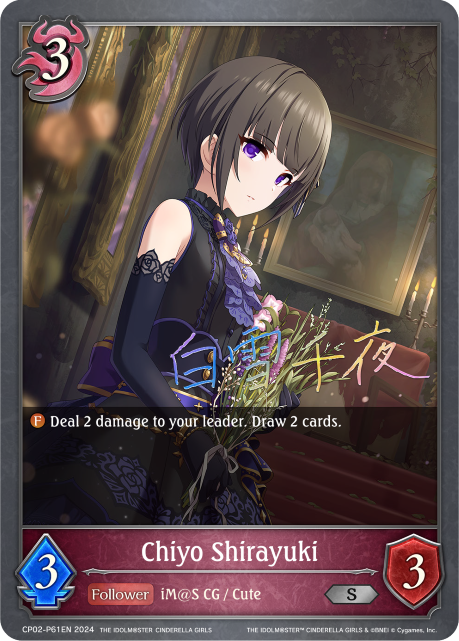 3
白雪千夜
F Deal 2 damage to your leader. Draw 2 cards.
Chiyo Shirayuki
3
Follower iM@S CG / Cute
S
3
CP02-P61EN 2024 THE IDOLM@STER CINDERELLA GIRLS THE IDOLM@STER™ CINDERELLA GIRLS & ©BNEI © Cygames, Inc.